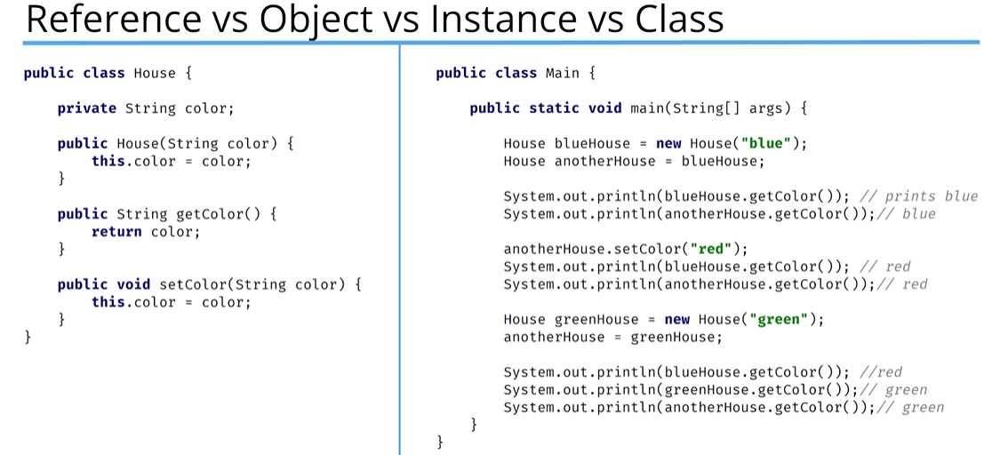 Reference vs Object vs Instance vs Class
public class House {
private String color;
public House(String color) {
this.color = color;
}
public String getColor() {
return color;
}
public void setColor(String color) {
this.color = color;
}
}
public class Main {
public static void main(String[] args) {
House blueHouse = new House("blue");
House anotherHouse = blueHouse;
System.out.println(blueHouse.getColor()); // prints blue
System.out.println(anotherHouse.getColor());// blue
anotherHouse.setColor("red");
System.out.println(blueHouse.getColor()); // red
System.out.println(anotherHouse.getColor());// red
House greenHouse = new House("green");
anotherHouse = greenHouse;
System.out.println(blueHouse.getColor()); //red
System.out.println(greenHouse.getColor());// green
System.out.println(anotherHouse.getColor());// green
}
}